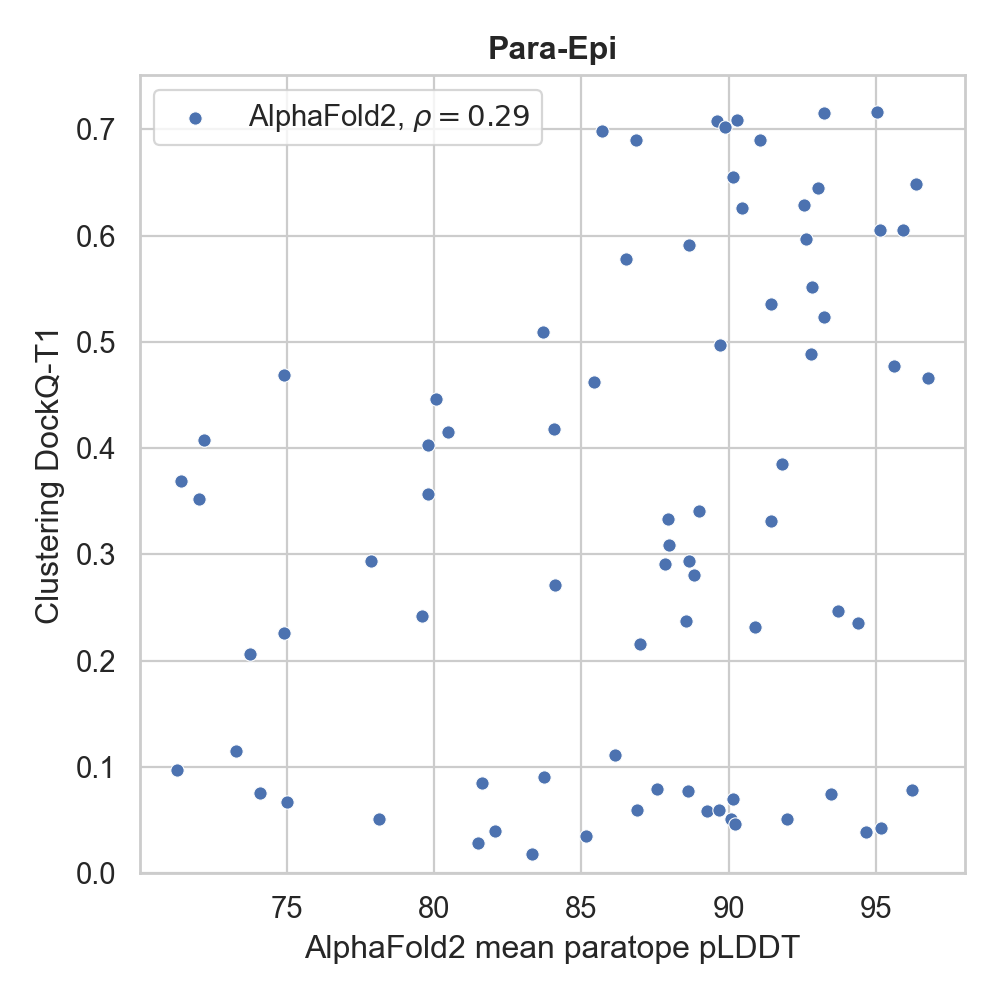 Para-Epi
AlphaFold2, ρ = 0.29
0.7
0.6
0.5
0.4
0.3
0.2
0.1
0.0
Clustering DockQ-T1
75 80 85 90 95
AlphaFold2 mean paratope pLDDT